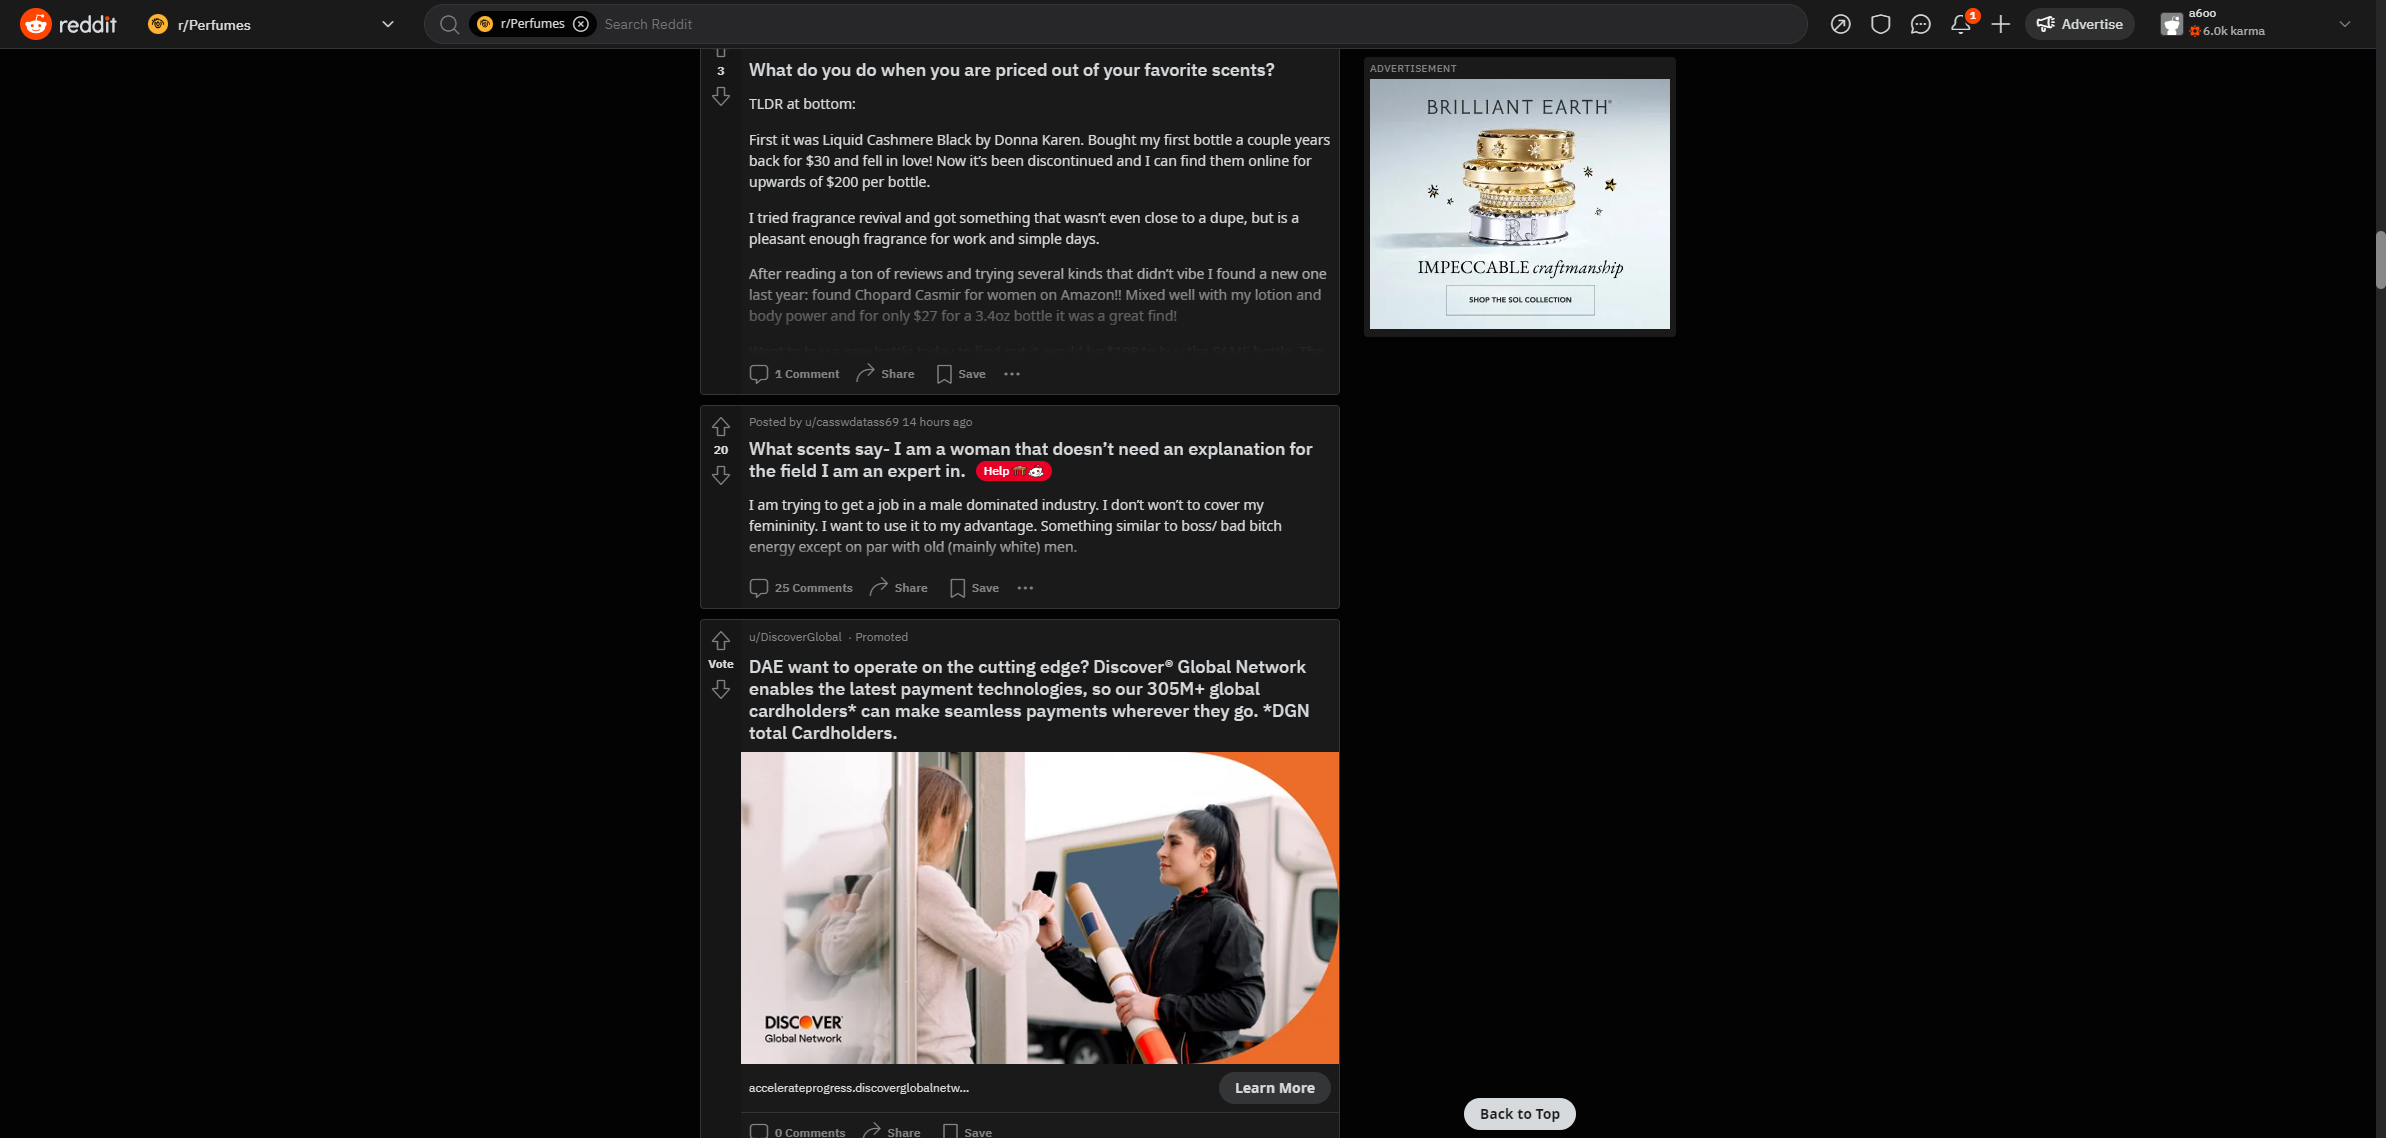 reddit
r/Perfumes
r/Perfumes
Search Reddit
1
Advertise
a6oo
6.0k karma
3
What do you do when you are priced out of your favorite scents?
TLDR at bottom:
First it was Liquid Cashmere Black by Donna Karen. Bought my first bottle a couple years
back for $30 and fell in love! Now it’s been discontinued and I can find them online for
upwards of $200 per bottle.
I tried fragrance revival and got something that wasn’t even close to a dupe, but is a
pleasant enough fragrance for work and simple days.
After reading a ton of reviews and trying several kinds that didn’t vibe I found a new one
last year: found Chopard Casmir for women on Amazon!! Mixed well with my lotion and
body power and for only $27 for a 3.4oz bottle it was a great find!
1 Comment
Share
Save
Posted by u/casswdatass69 14 hours ago
20
What scents say- I am a woman that doesn’t need an explanation for
the field I am an expert in.
Help
I am trying to get a job in a male dominated industry. I don’t won’t to cover my
femininity. I want to use it to my advantage. Something similar to boss/ bad bitch
energy except on par with old (mainly white) men.
25 Comments
Share
Save
u/DiscoverGlobal · Promoted
Vote
DAE want to operate on the cutting edge? Discover® Global Network
enables the latest payment technologies, so our 305M+ global
cardholders* can make seamless payments wherever they go. *DGN
total Cardholders.
DISCOVER
Global Network
accelerateprogress.discoverglobalnetw...
Learn More
0 Comments
Share
Save
ADVERTISEMENT
BRILLIANT EARTH®
RJ
IMPECCABLE craftmanship
SHOP THE SOL COLLECTION
Back to Top